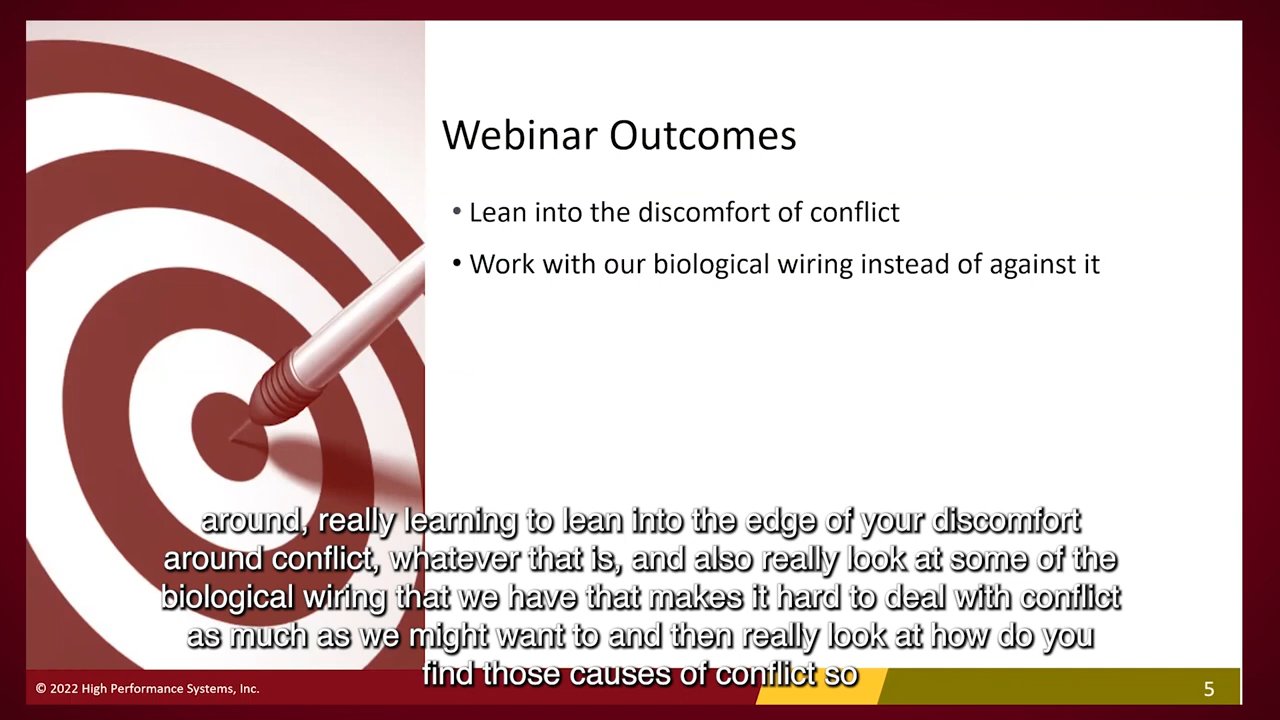 Webinar Outcomes
• Lean into the discomfort of conflict
• Work with our biological wiring instead of against it
around, really learning to lean into the edge of your discomfort
around conflict, whatever that is, and also really look at some of the
biological wiring that we have that makes it hard to deal with conflict
as much as we might want to and then really look at how do you
find those causes of conflict so
© 2022 High Performance Systems, Inc.
5